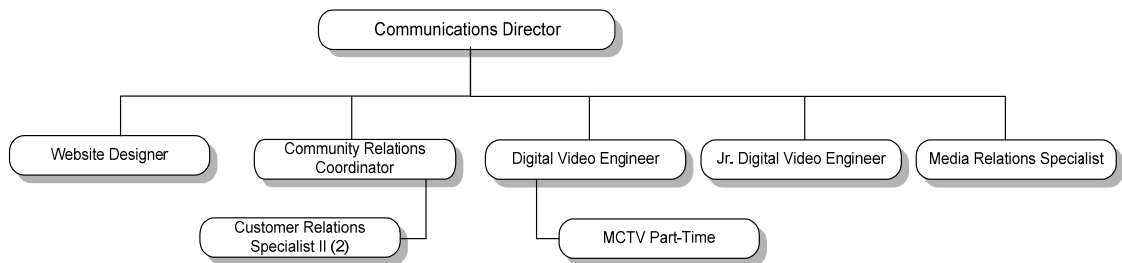 Communications Director
Website Designer
Community Relations
Coordinator
Digital Video Engineer
Jr. Digital Video Engineer
Media Relations Specialist
Customer Relations
Specialist II (2)
MCTV Part-Time